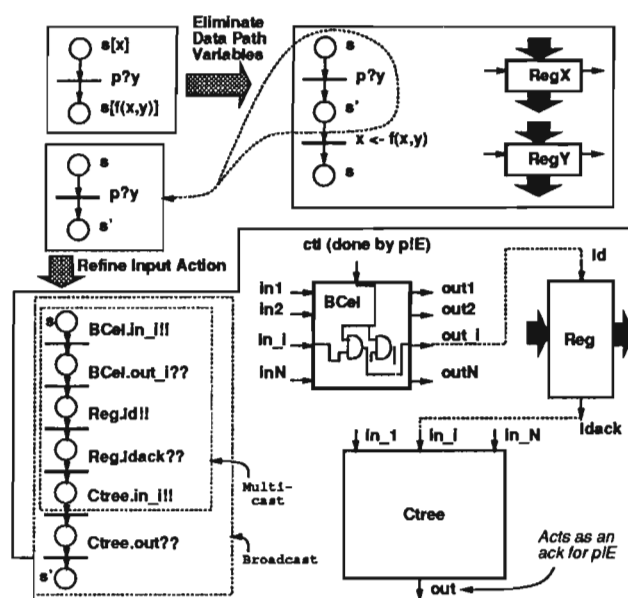 Eliminate
Data Path
Variables
s[x]
p?y
s[f(x,y)]
s
p?y
s'
x <- f(x,y)
s
RegX
RegY
s
p?y
s'
Refine Input Action
s
BCel.in_i!!
BCel.out_i??
Reg.ld!!
Reg.ldack??
Ctree.in_i!!
Ctree.out??
s'
Multi-
cast
Broadcast
ctl (done by p!E)
in1
in2
in_i
inN
BCel
out1
out2
out_i
outN
ld
Reg
ldack
in_1
in_i
in_N
Ctree
out
Acts as an
ack for p!E